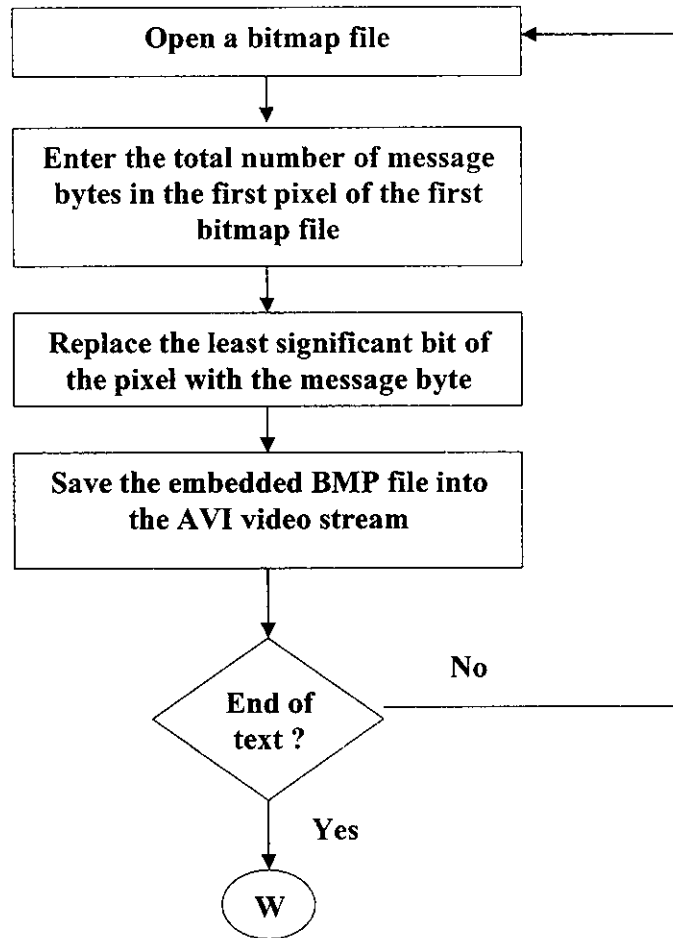 Open a bitmap file
Enter the total number of message
bytes in the first pixel of the first
bitmap file
Replace the least significant bit of
the pixel with the message byte
Save the embedded BMP file into
the AVI video stream
No
End of
text ?
Yes
W